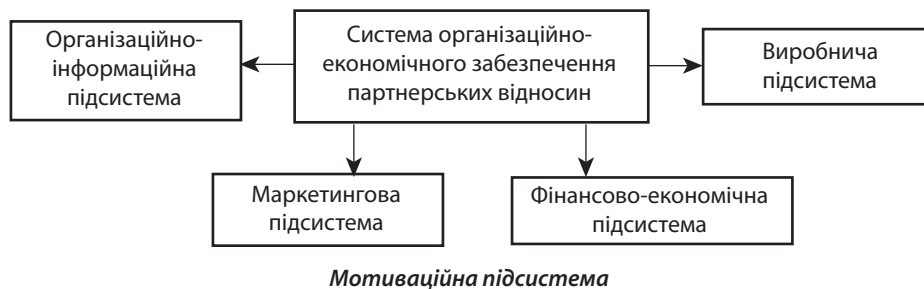 Організаційно-
інформаційна
підсистема
Система організаційно-
економічного забезпечення
партнерських відносин
Виробнича
підсистема
Маркетингова
підсистема
Фінансово-економічна
підсистема
Мотиваційна підсистема